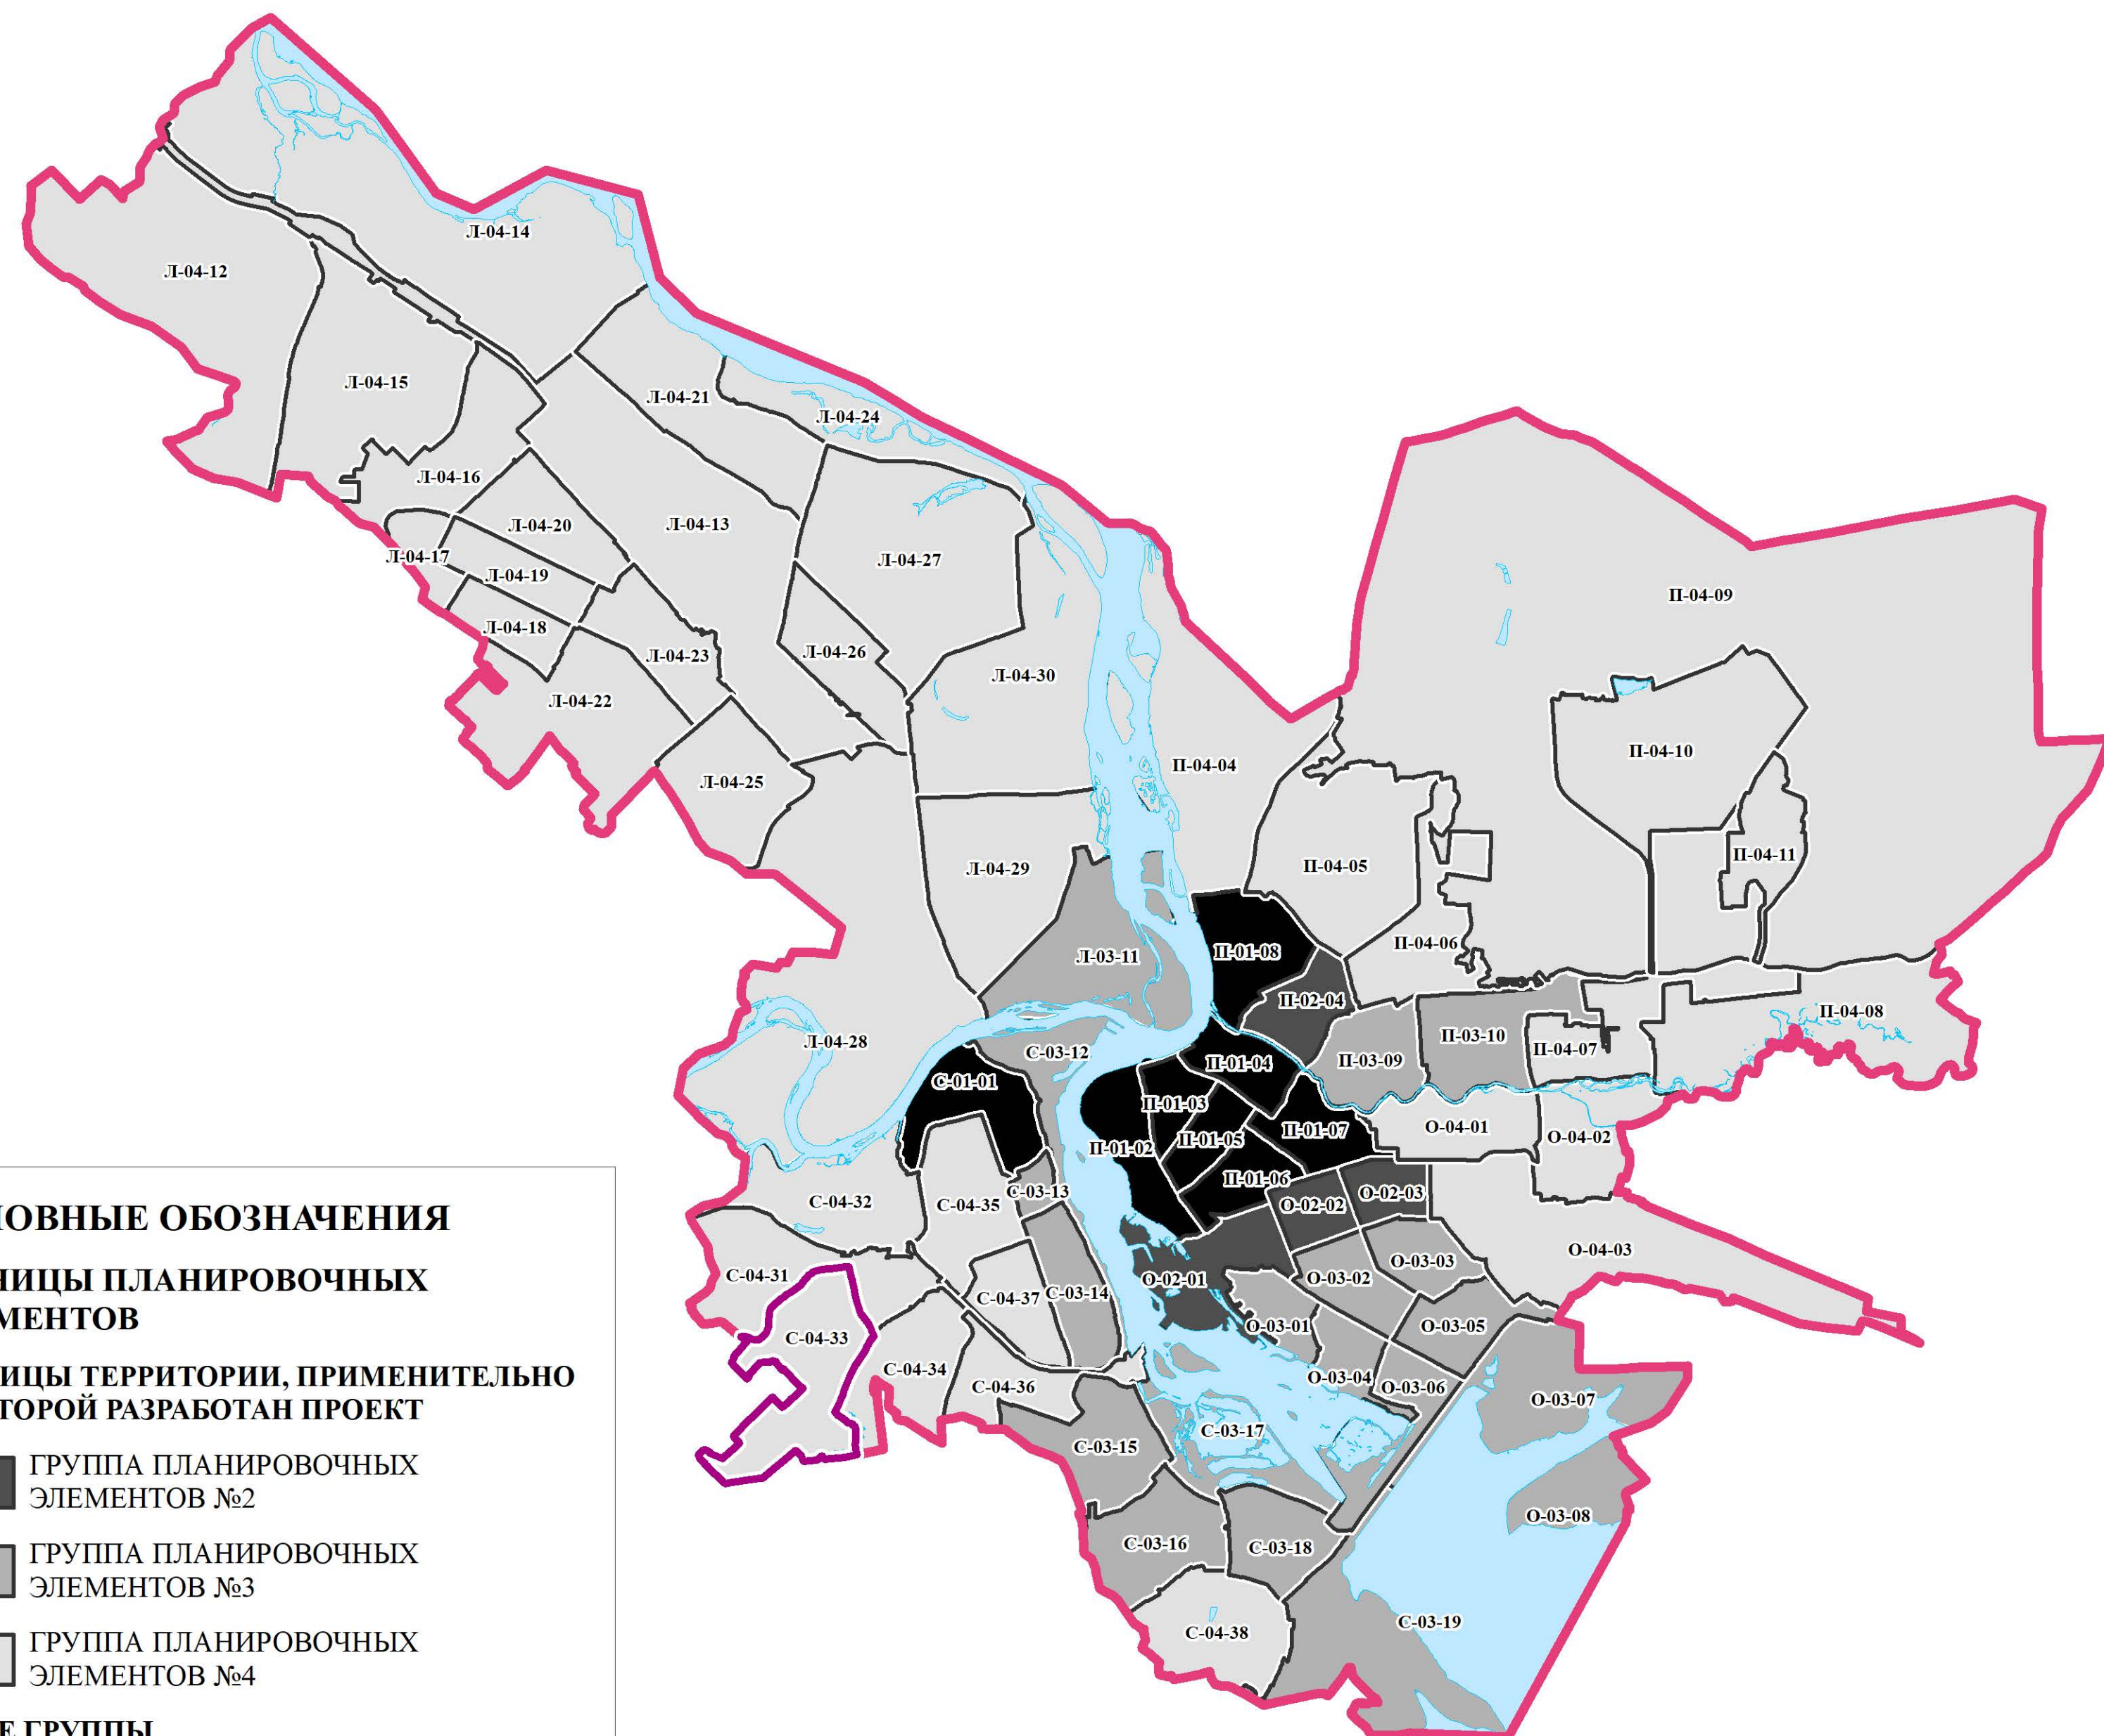 Л-04-14
Л-04-12
Л-04-15
Л-04-21
Л-04-24
Л-04-16
Л-04-20
Л-04-13
Л-04-17
Л-04-19
Л-04-27
Л-04-18
Л-04-23
Л-04-26
Л-04-22
Л-04-30
Л-04-25
Л-04-29
Л-03-11
Л-04-28
П-04-09
П-04-10
П-04-04
П-04-11
П-04-05
П-04-06
П-01-08
П-02-04
П-04-08
П-03-10
П-04-07
П-03-09
П-01-04
П-01-03
П-01-07
П-01-05
П-01-02
П-01-06
С-03-12
С-01-01
О-04-01
О-04-02
О-02-03
О-02-02
О-04-03
О-03-03
О-03-02
О-02-01
О-03-01
О-03-05
О-03-04
О-03-06
О-03-07
О-03-08
С-03-13
С-04-32
С-04-35
С-04-31
С-04-37
С-03-14
С-04-33
С-04-34
С-04-36
С-03-17
С-03-15
С-03-16
С-03-18
С-04-38
С-03-19
ОВНЫЕ ОБОЗНАЧЕНИЯ
ИЦЫ ПЛАНИРОВОЧНЫХ
МЕНТОВ
ИЦЫ ТЕРРИТОРИИ, ПРИМЕНИТЕЛЬНО
ТОРОЙ РАЗРАБОТАН ПРОЕКТ
ГРУППА ПЛАНИРОВОЧНЫХ
ЭЛЕМЕНТОВ №2
ГРУППА ПЛАНИРОВОЧНЫХ
ЭЛЕМЕНТОВ №3
ГРУППА ПЛАНИРОВОЧНЫХ
ЭЛЕМЕНТОВ №4
Е ГРУППЫ